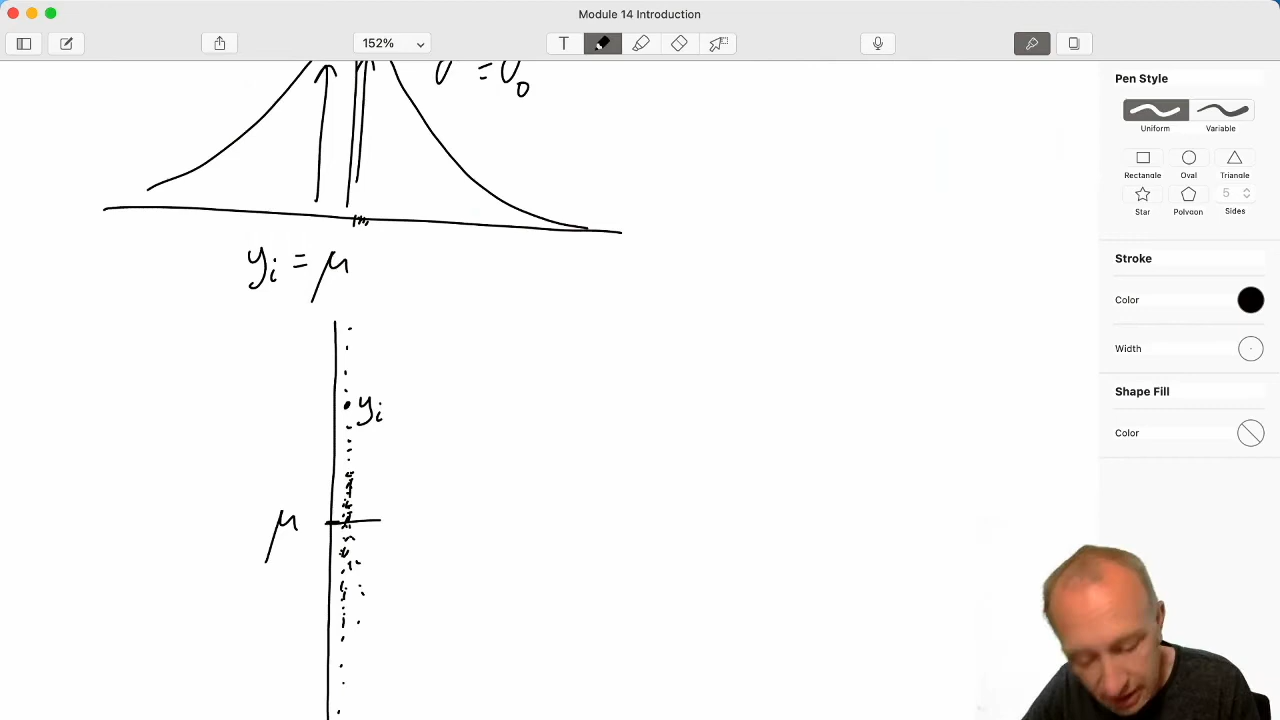 Module 14 Introduction
152%
T
Pen Style
Uniform Variable
Rectangle Oval Triangle
5
Star Polygon Sides
Stroke
Color
Width
Shape Fill
Color
σ = σ₀
yᵢ = μ
yᵢ
μ